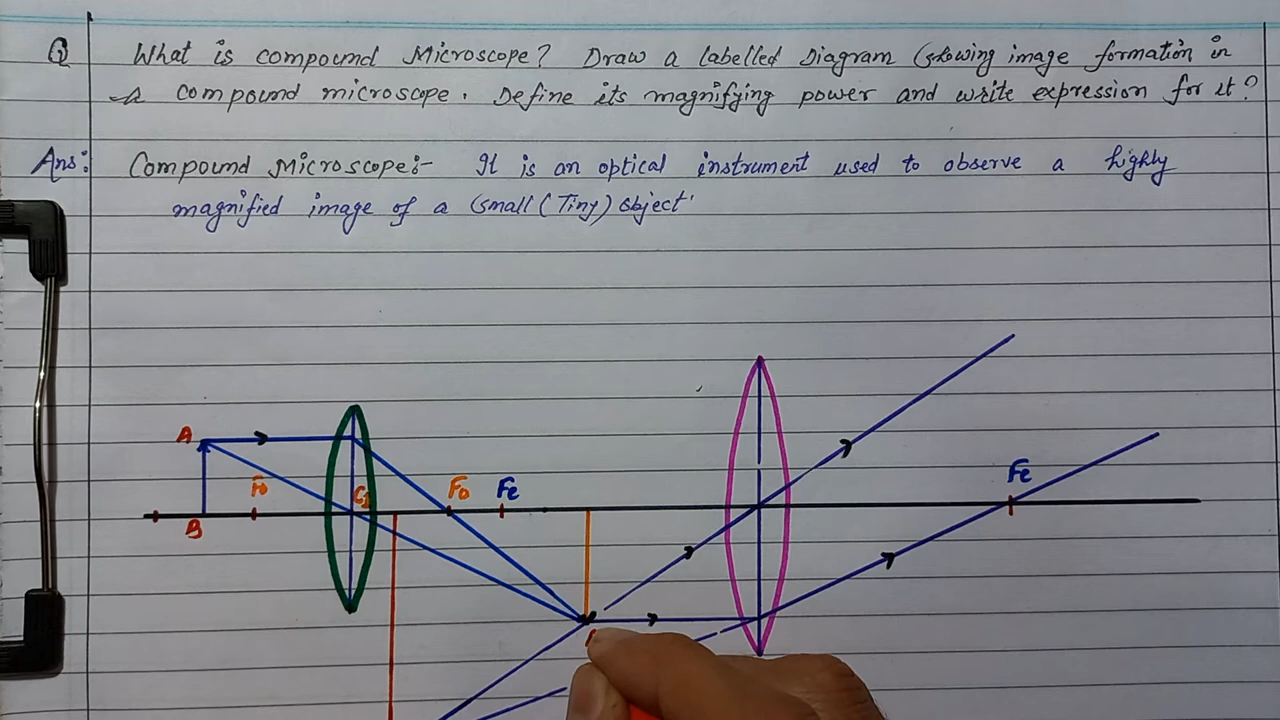 Q What is compound Microscope? Draw a labelled Diagram showing image formation in
a compound microscope. Define its magnifying power and write expression for it?
Ans:- Compound Microscope:- It is an optical instrument used to observe a highly
magnified image of a small (Tiny) object.
A
Fo
C1
Fo
Fe
Fe
B